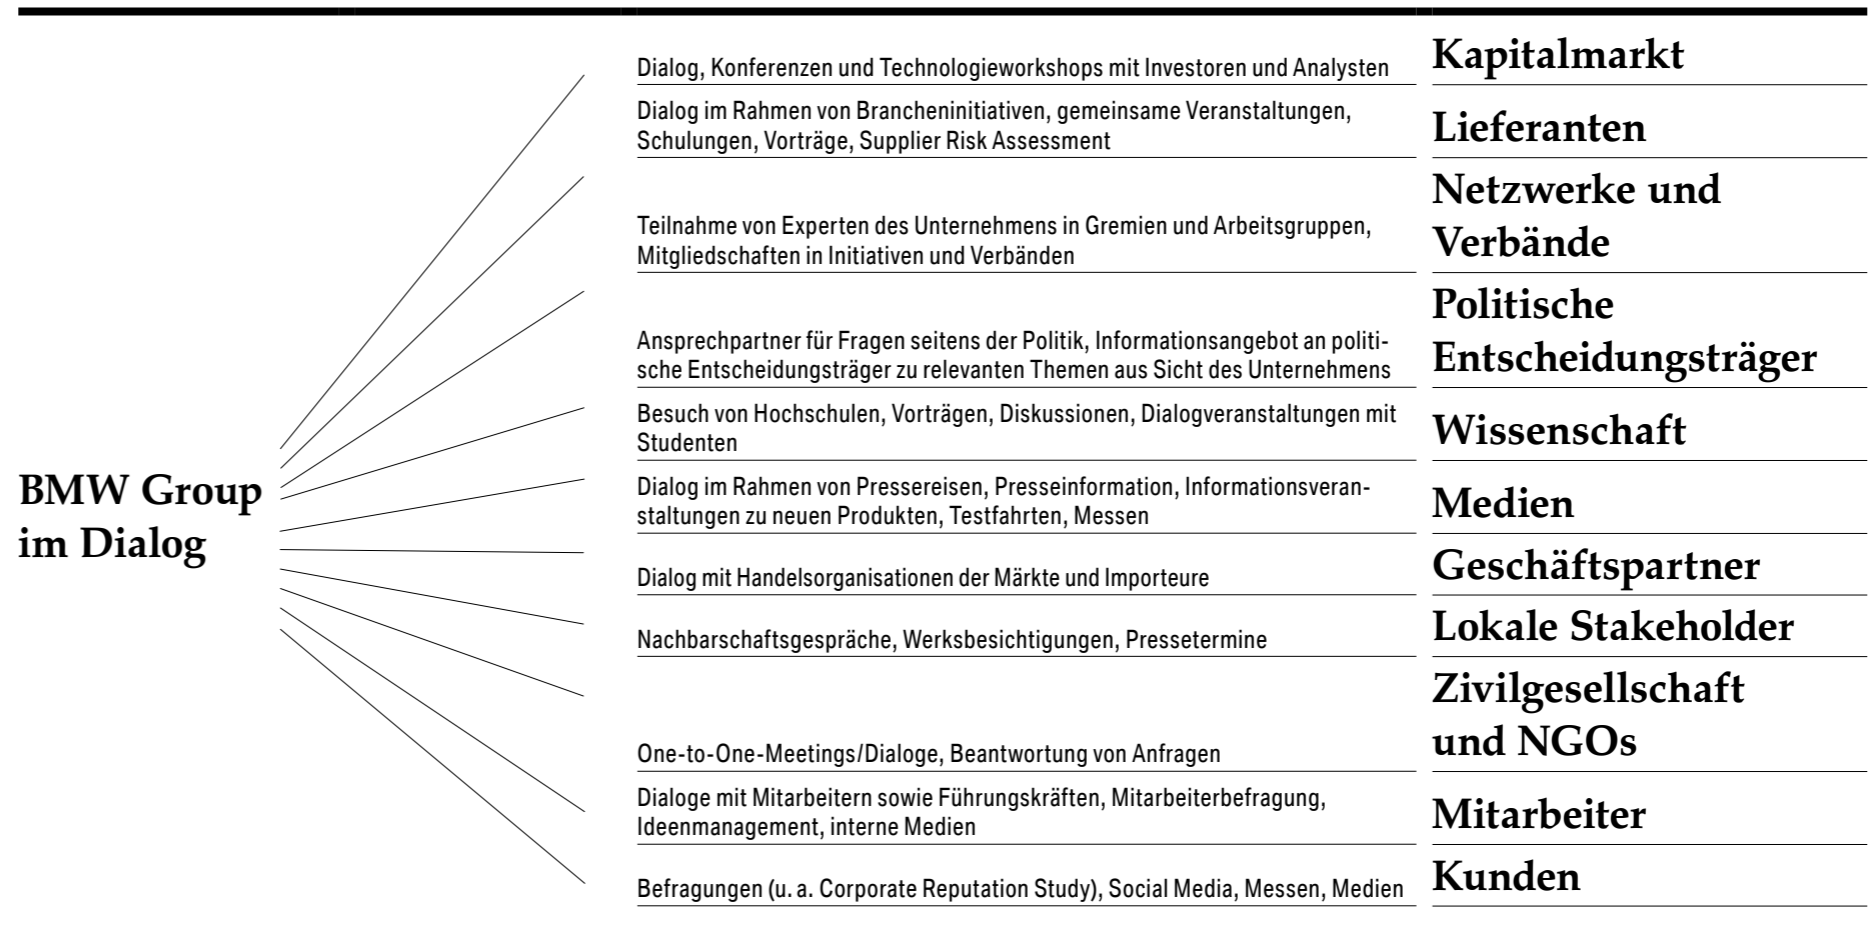 BMW Group
im Dialog
Dialog, Konferenzen und Technologieworkshops mit Investoren und Analysten
Kapitalmarkt
Dialog im Rahmen von Brancheninitiativen, gemeinsame Veranstaltungen,
Schulungen, Vorträge, Supplier Risk Assessment
Lieferanten
Teilnahme von Experten des Unternehmens in Gremien und Arbeitsgruppen,
Mitgliedschaften in Initiativen und Verbänden
Netzwerke und
Verbände
Ansprechpartner für Fragen seitens der Politik, Informationsangebot an politi-
sche Entscheidungsträger zu relevanten Themen aus Sicht des Unternehmens
Politische
Entscheidungsträger
Besuch von Hochschulen, Vorträgen, Diskussionen, Dialogveranstaltungen mit
Studenten
Wissenschaft
Dialog im Rahmen von Pressereisen, Presseinformation, Informationsveran-
staltungen zu neuen Produkten, Testfahrten, Messen
Medien
Dialog mit Handelsorganisationen der Märkte und Importeure
Geschäftspartner
Nachbarschaftsgespräche, Werksbesichtigungen, Pressetermine
Lokale Stakeholder
One-to-One-Meetings/Dialoge, Beantwortung von Anfragen
Zivilgesellschaft
und NGOs
Dialoge mit Mitarbeitern sowie Führungskräften, Mitarbeiterbefragung,
Ideenmanagement, interne Medien
Mitarbeiter
Befragungen (u. a. Corporate Reputation Study), Social Media, Messen, Medien
Kunden